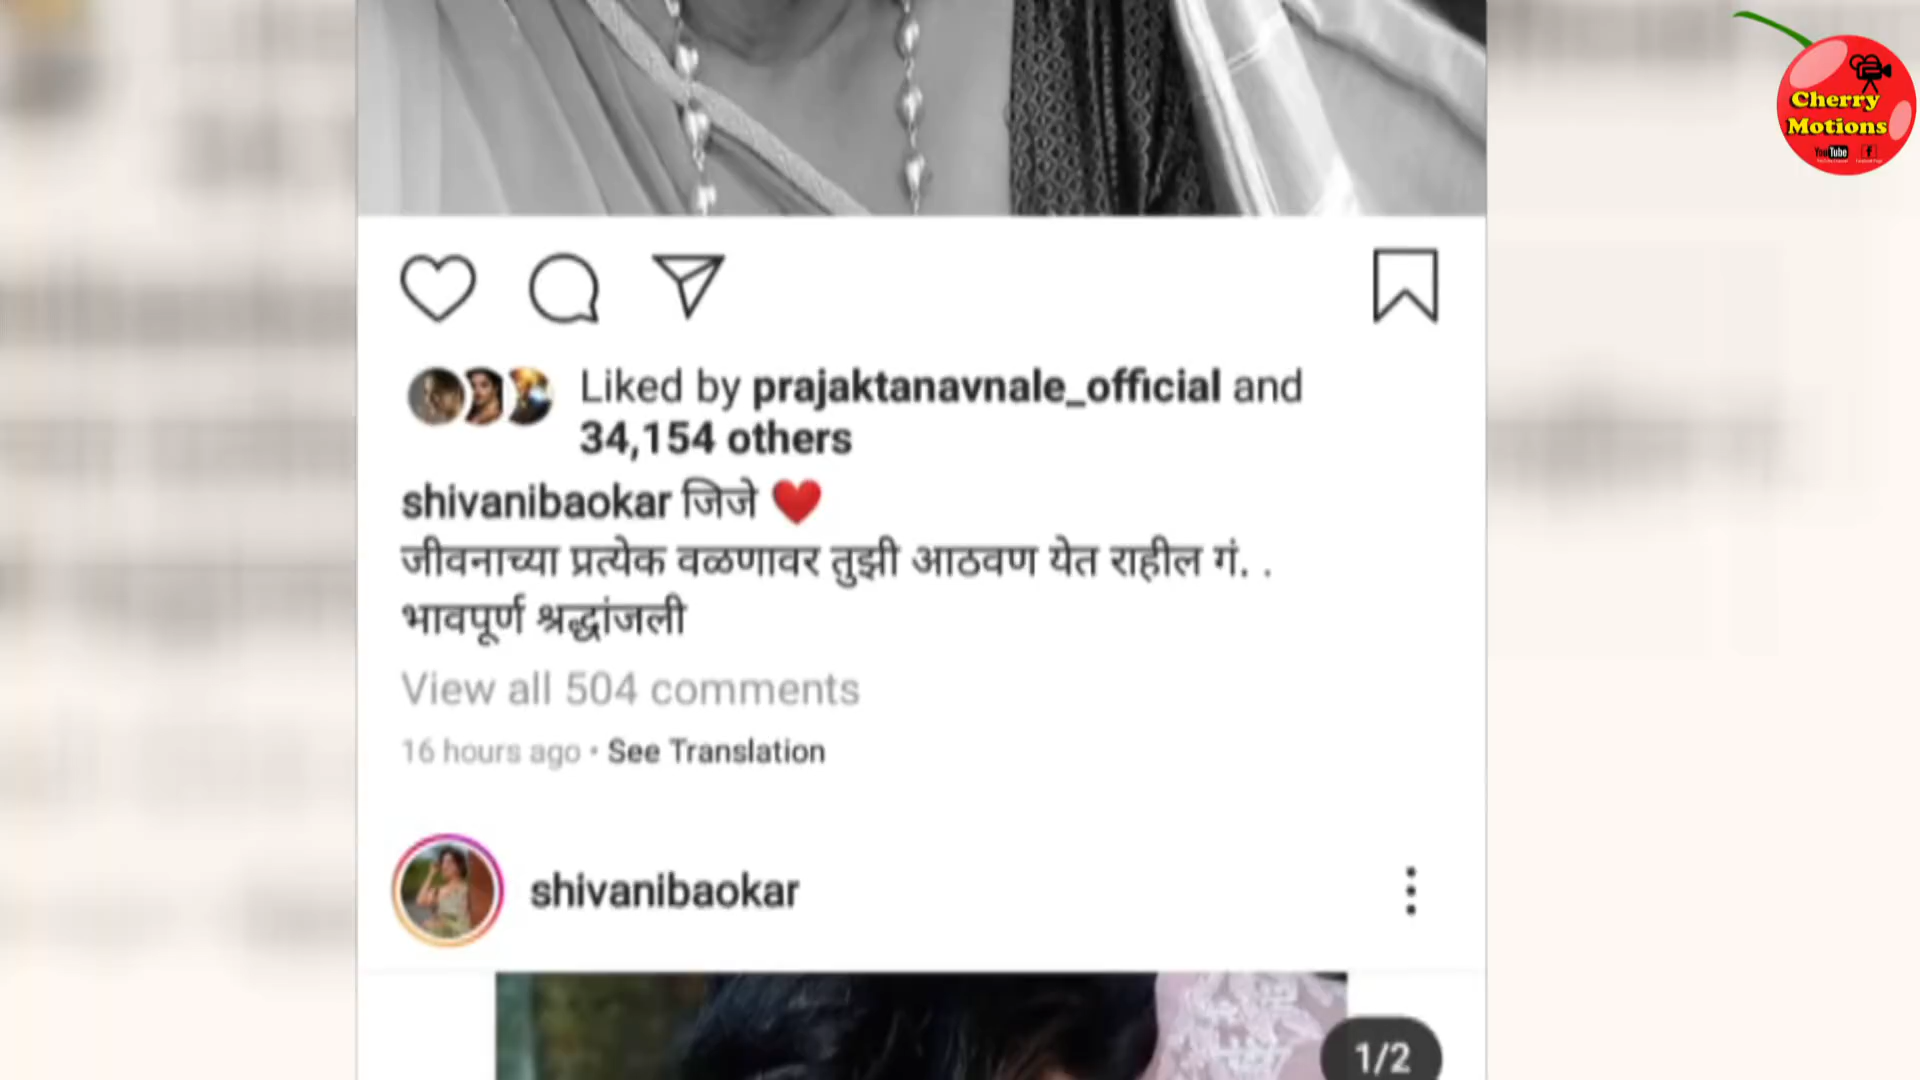 Cherry
Motions
YouTube
Liked by prajaktanavnale_official and
34,154 others
shivanibaokar जिजे ❤️
जीवनाच्या प्रत्येक वळणावर तुझी आठवण येत राहील गं. .
भावपूर्ण श्रद्धांजली
View all 504 comments
16 hours ago • See Translation
shivanibaokar
1/2